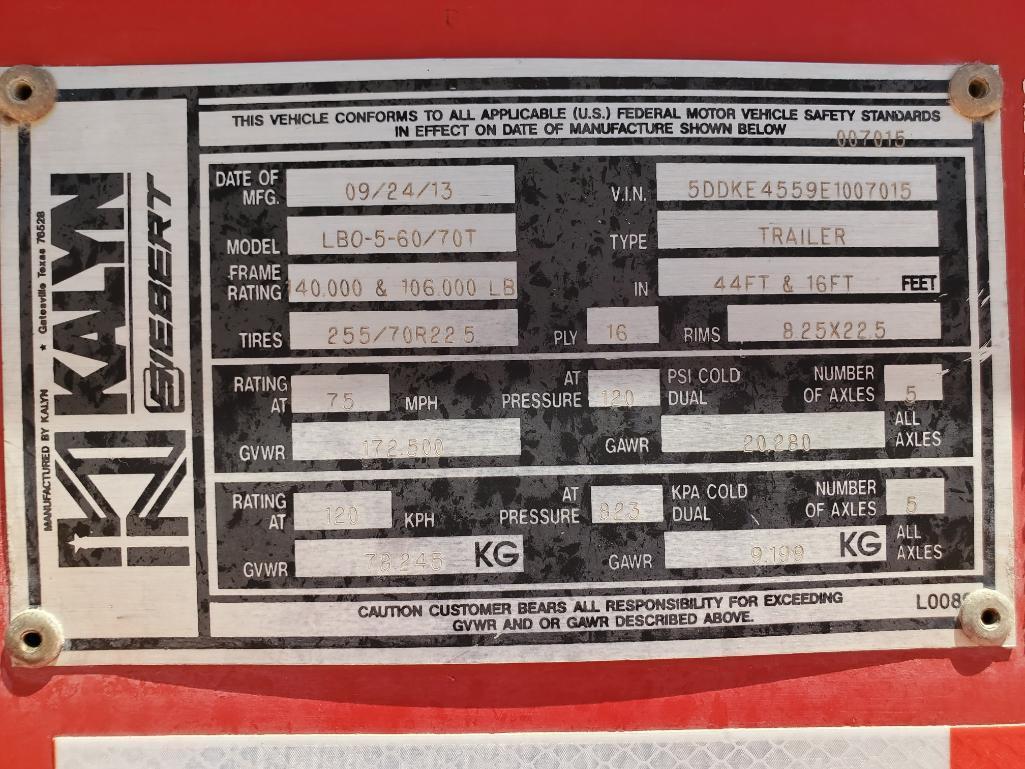 THIS VEHICLE CONFORMS TO ALL APPLICABLE (U.S.) FEDERAL MOTOR VEHICLE SAFETY STANDARDS
IN EFFECT ON DATE OF MANUFACTURE SHOWN BELOW
007015
MANUFACTURED BY KALYN ★ Gatesville Texas 76528
KALYN
SIEBERT
DATE OF MFG. 09/24/13 V.I.N. 5DDKE4559E1007015
MODEL LBO-5-60/70T TYPE TRAILER
FRAME RATING 140,000 & 106,000 LB IN 44FT & 16FT FEET
TIRES 255/70R22.5 PLY 16 RIMS 8.25X22.5
RATING AT 75 MPH AT PRESSURE 120 PSI COLD DUAL NUMBER OF AXLES 5
GVWR 172,500 GAWR 20,280 ALL AXLES
RATING AT 120 KPH AT PRESSURE 823 KPA COLD DUAL NUMBER OF AXLES 5
GVWR 78,245 KG GAWR 9,199 KG ALL AXLES
CAUTION CUSTOMER BEARS ALL RESPONSIBILITY FOR EXCEEDING
GVWR AND OR GAWR DESCRIBED ABOVE.